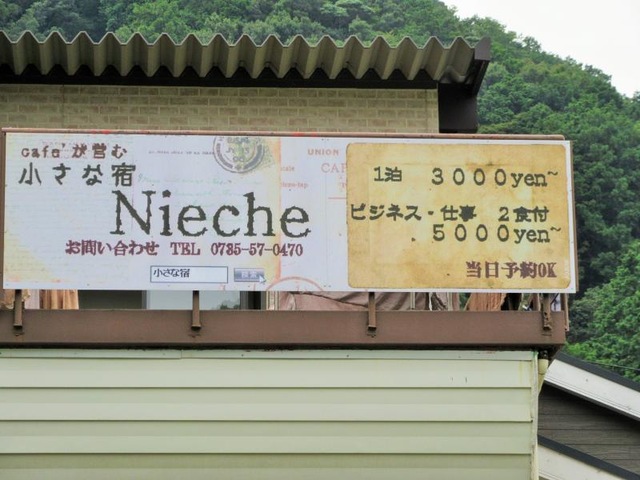 cafe'が営む
小さな宿
Nieche
お問い合わせ TEL 0785-57-0470
小さな宿
UNION
CAF
1泊 3000yen~
ビジネス・仕事 2食付
5000yen~
当日予約OK